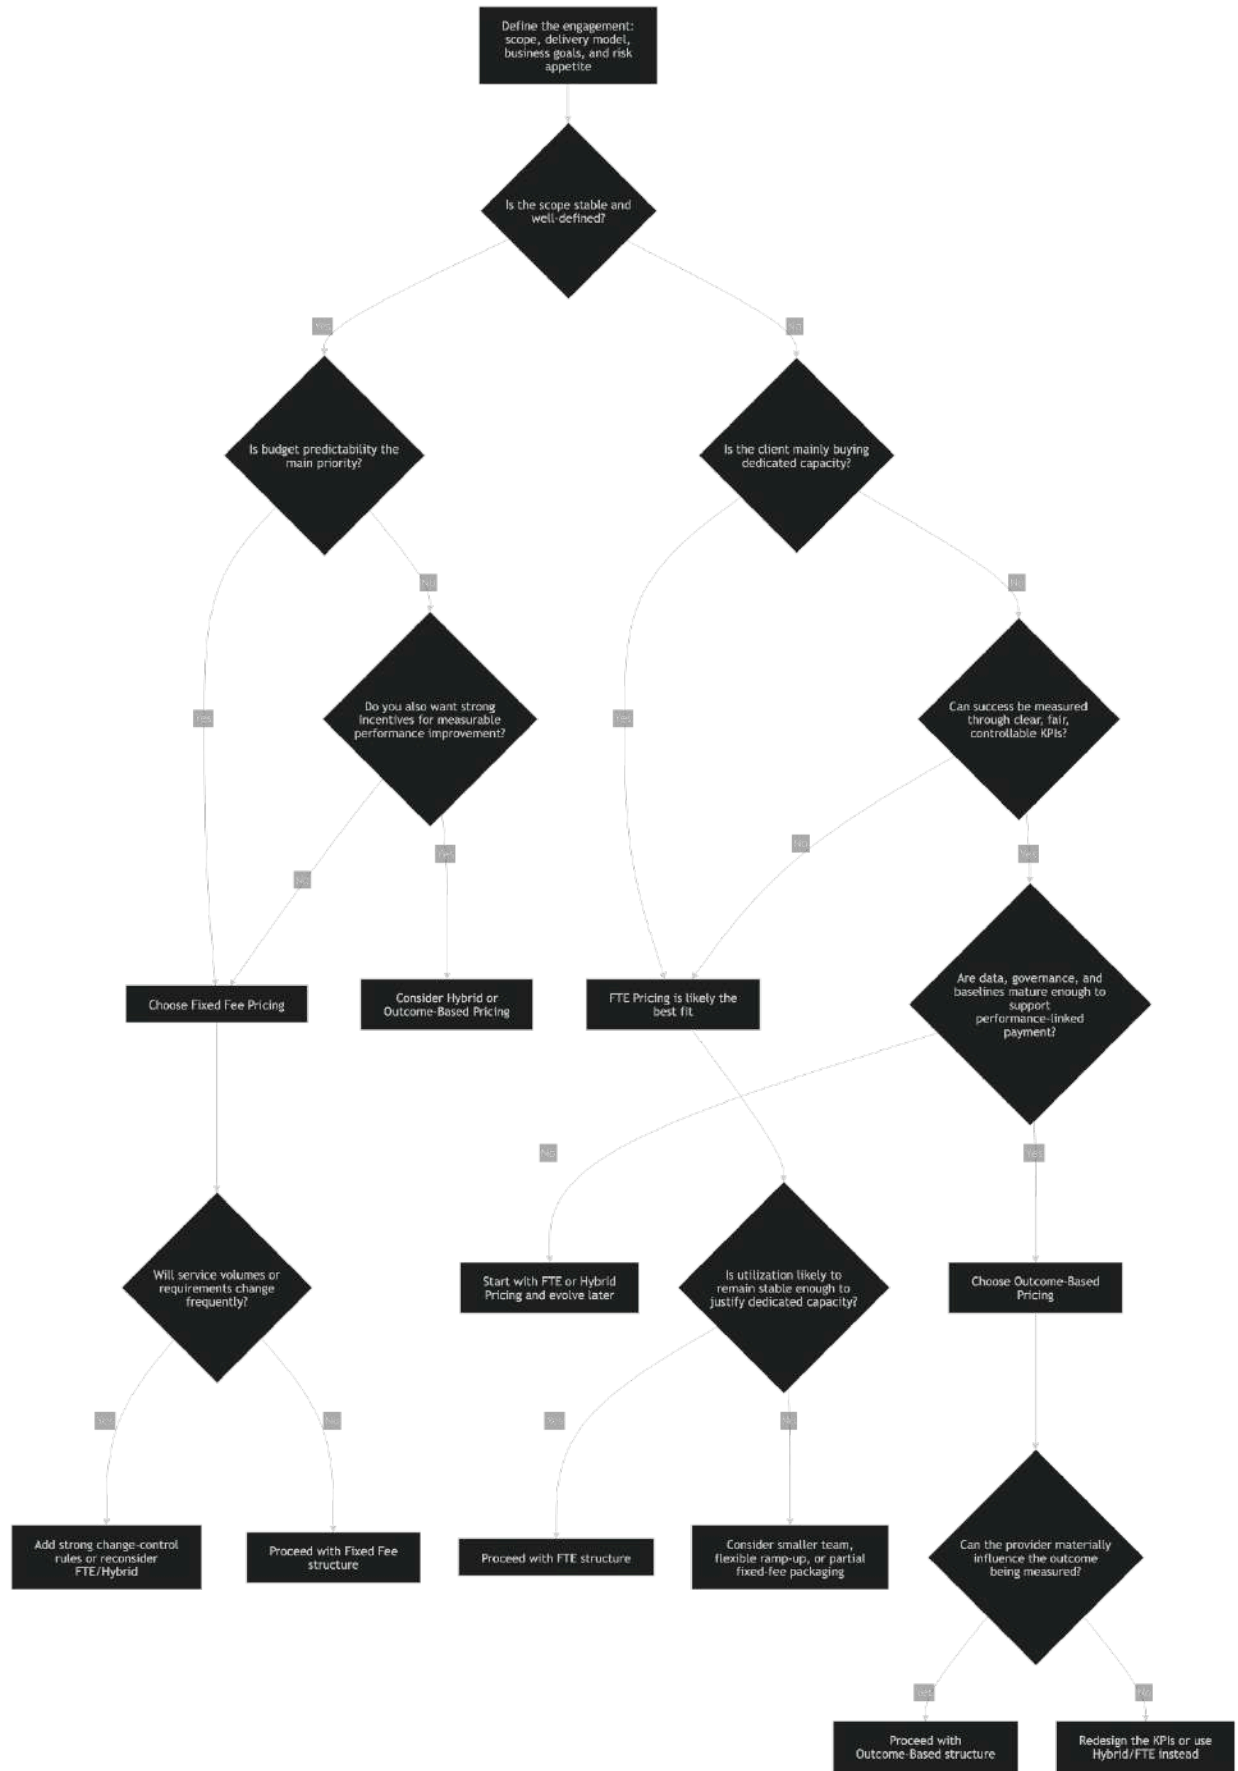 Define the engagement:
scope, delivery model,
business goals, and risk
appetite
Is the scope stable and
well-defined?
Yes
No
Is budget predictability the
main priority?
Is the client mainly buying
dedicated capacity?
No
No
Do you also want strong
incentives for measurable
performance improvement?
Yes
Yes
Can success be measured
through clear, fair,
controllable KPIs?
No
Yes
Yes
No
Choose Fixed Fee Pricing
Consider Hybrid or
Outcome-Based Pricing
FTE Pricing is likely the
best fit
Are data, governance, and
baselines mature enough to
support
performance-linked
payment?
No
Yes
Will service volumes or
requirements change
frequently?
Start with FTE or Hybrid
Pricing and evolve later
Is utilization likely to
remain stable enough to
justify dedicated capacity?
Choose Outcome-Based
Pricing
Yes
No
Yes
No
Add strong change-control
rules or reconsider
FTE/Hybrid
Proceed with Fixed Fee
structure
Proceed with FTE structure
Consider smaller team,
flexible ramp-up, or partial
fixed-fee packaging
Can the provider materially
influence the outcome
being measured?
Yes
No
Proceed with
Outcome-Based structure
Redesign the KPIs or use
Hybrid/FTE instead